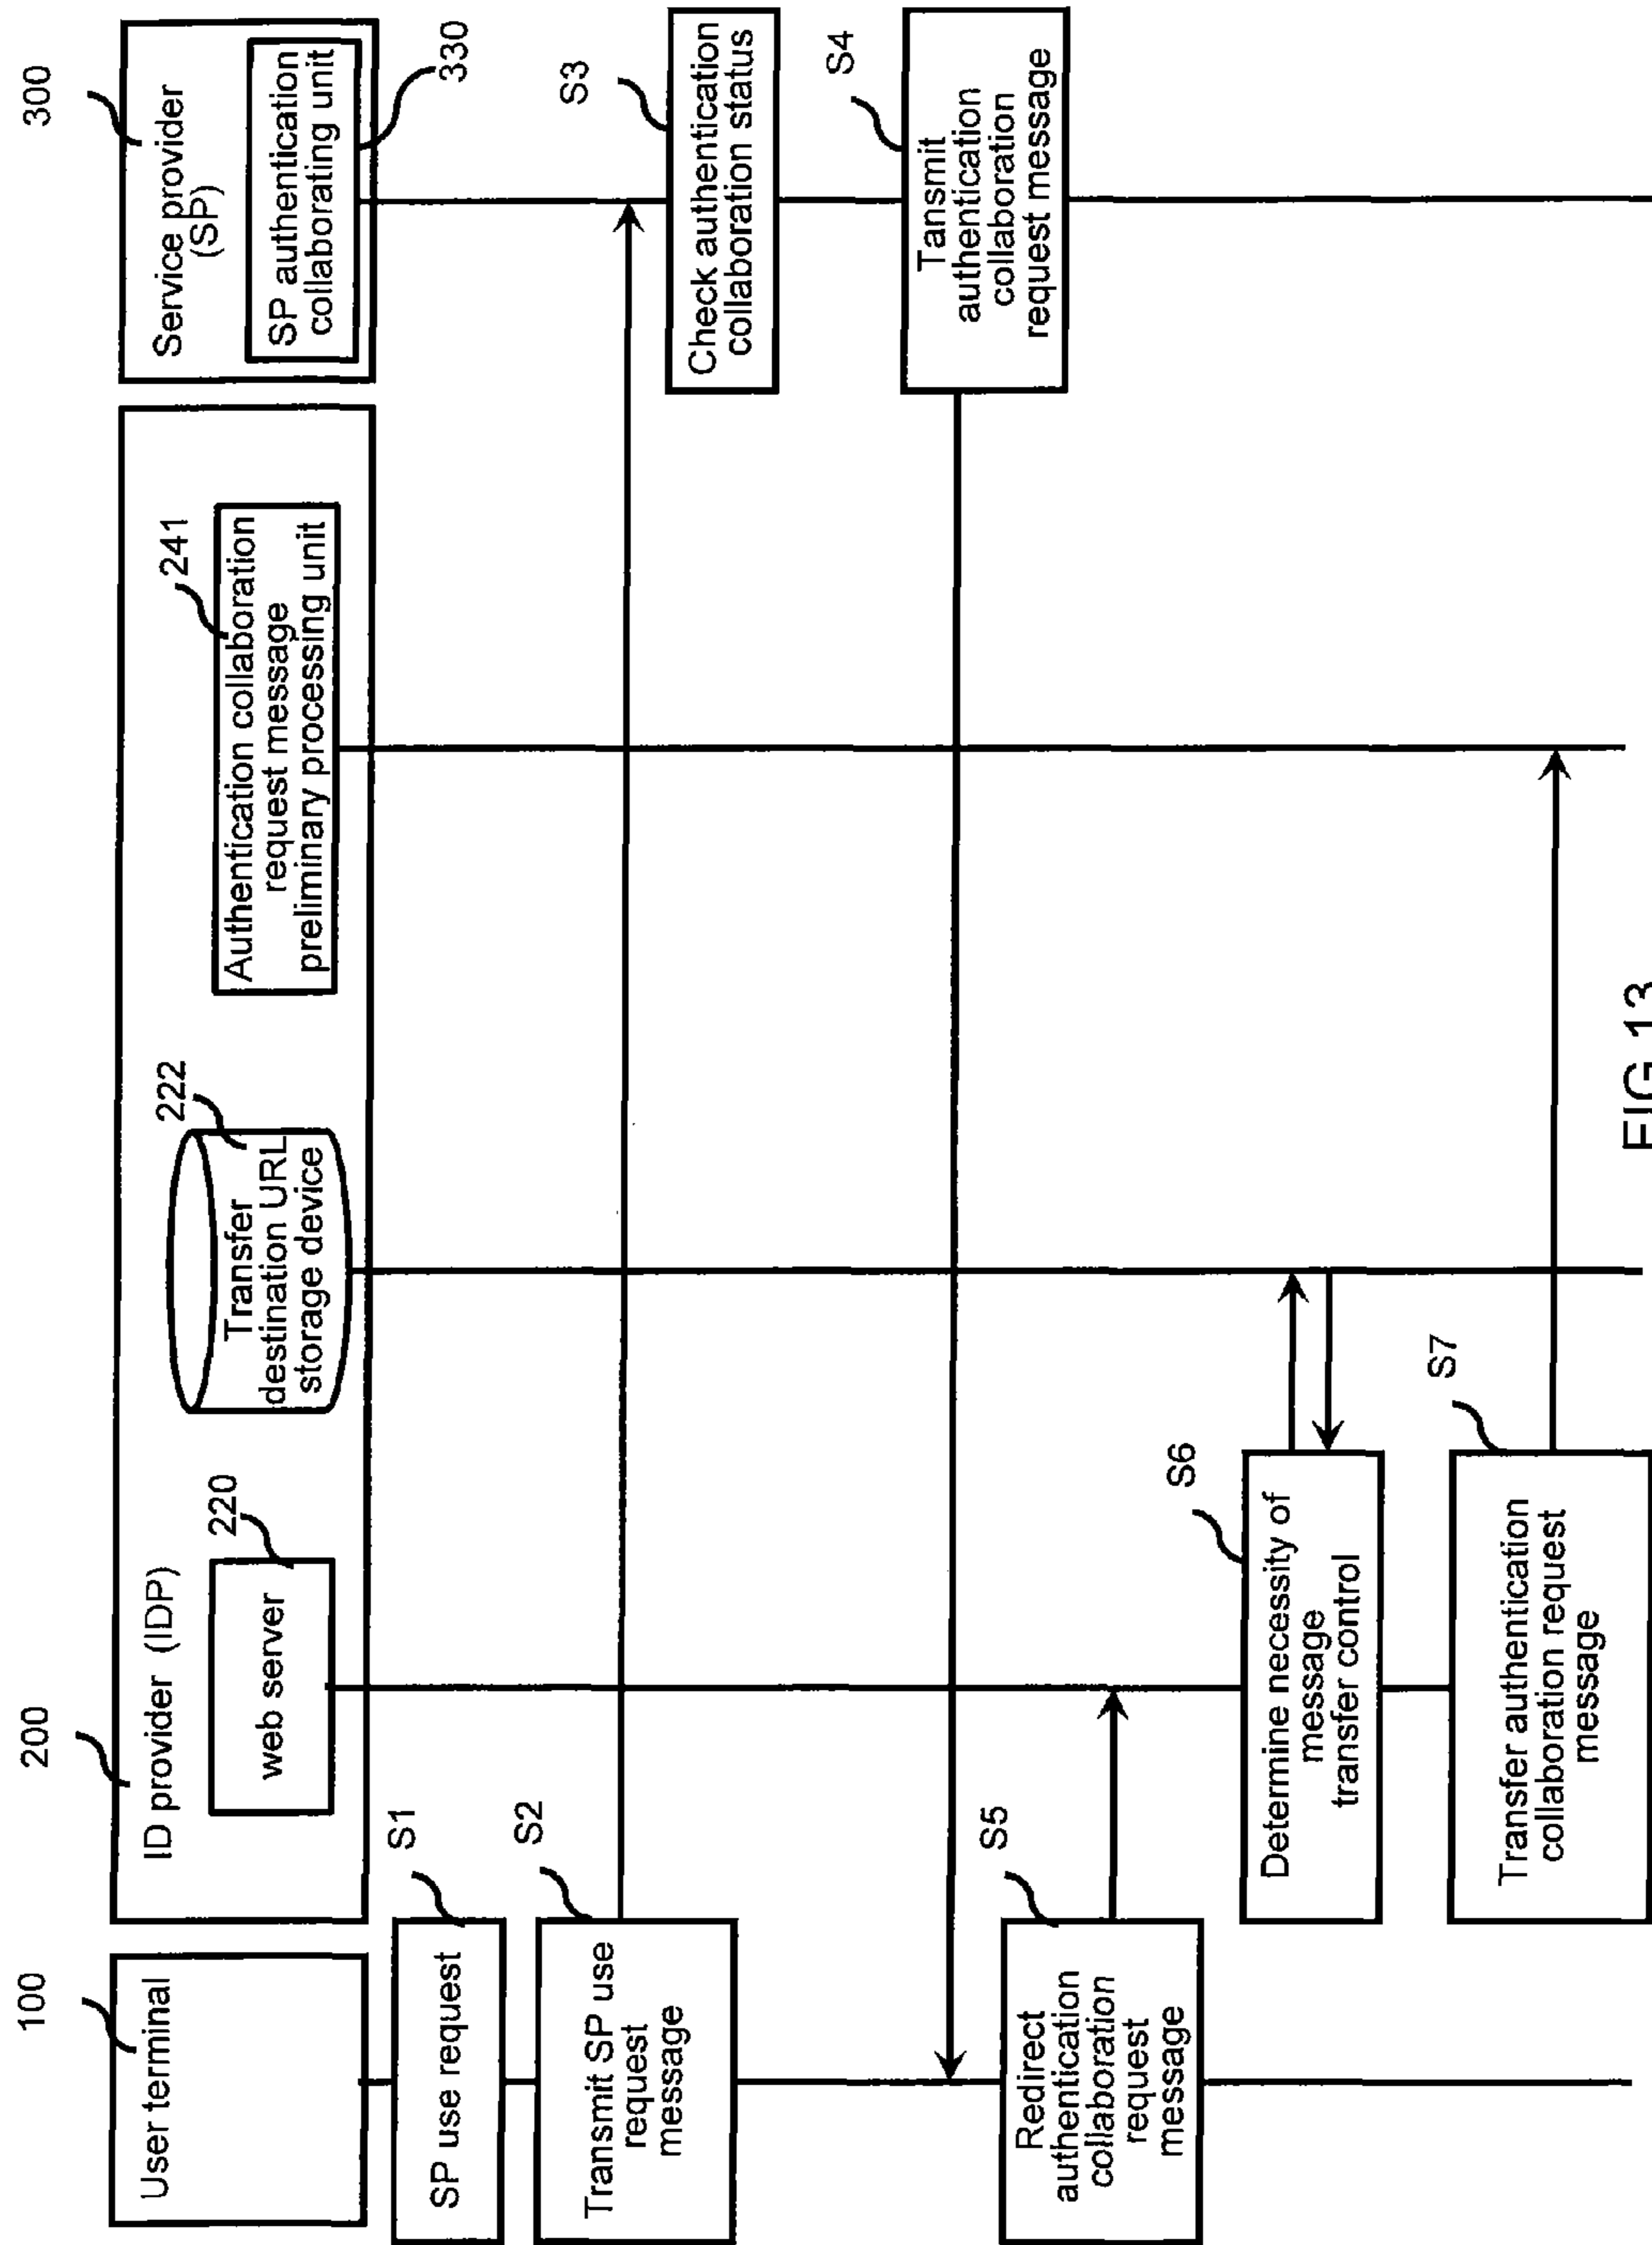 100
User terminal
200
ID provider (IDP)
220
web server
222
Transfer
destination URL
storage device
241
Authentication collaboration
request message
preliminary processing unit
300
Service provider
(SP)
SP authentication
collaborating unit
330
S1
SP use request
S2
Transmit SP use
request
message
S3
Check authentication
collaboration status
S4
Tansmit
authentication
collaboration
request message
S5
Redirect
authentication
collaboration
request
message
S6
Determine necessity of
message
transfer control
S7
Transfer authentication
collaboration request
message
FIG.13